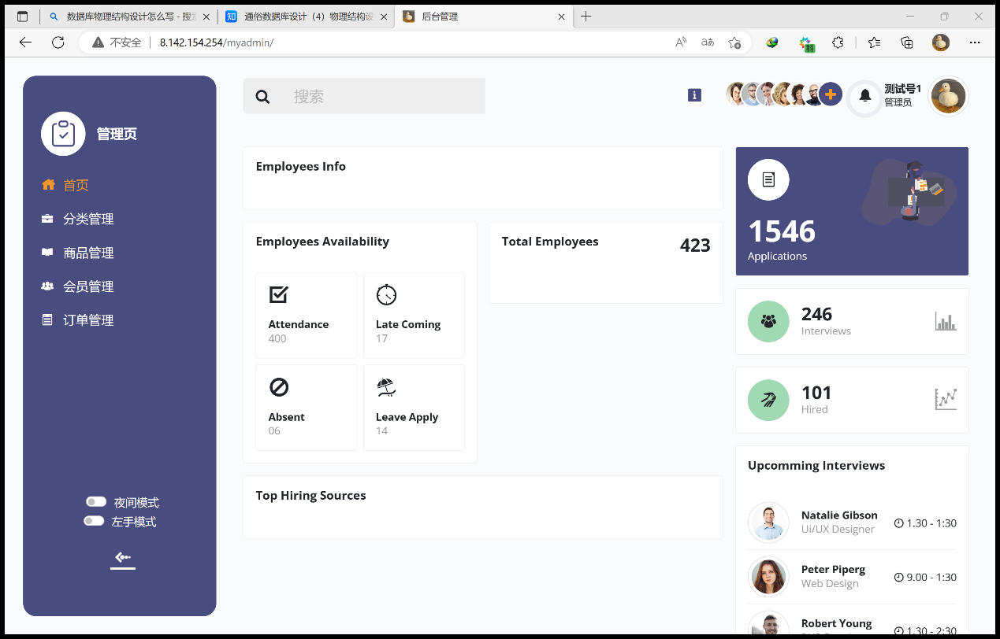 数据库物理结构设计怎么写 - 搜索
通俗数据库设计（4）物理结构设
后台管理
不安全
8.142.154.254/myadmin/
搜索
测试号1
管理员
管理页
首页
分类管理
商品管理
会员管理
订单管理
夜间模式
左手模式
Employees Info
Employees Availability
Attendance
400
Late Coming
17
Absent
06
Leave Apply
14
Total Employees
423
Top Hiring Sources
1546
Applications
246
Interviews
101
Hired
Upcomming Interviews
Natalie Gibson
Ui/UX Designer
1.30 - 1:30
Peter Piperg
Web Design
9.00 - 1:30
Robert Young
1.30 - 2:30